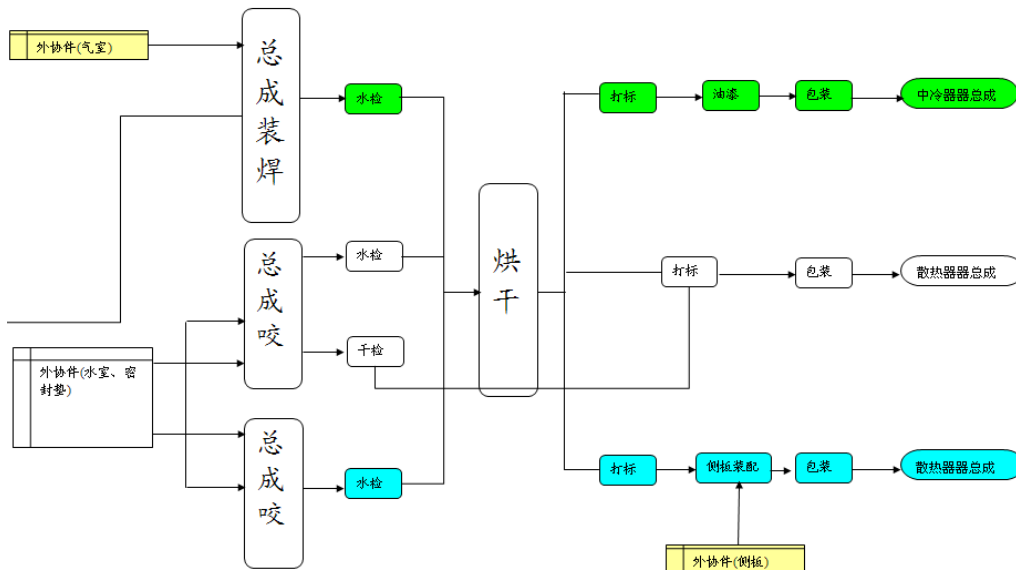 外协件(气室)
总成装焊
水检
打标
油漆
包装
中冷器器总成
总成咬
水检
干检
烘干
打标
包装
散热器器总成
外协件(水室、密
封垫)
总成咬
水检
打标
侧板装配
包装
散热器器总成
外协件(侧板)